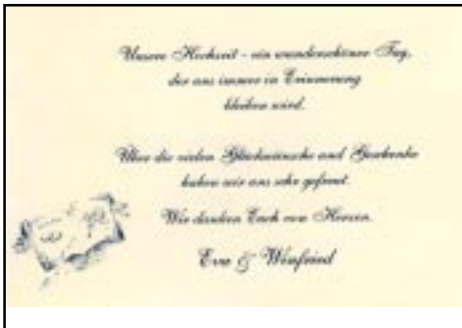 Unsere Hochzeit - ein wunderschöner Tag,
der uns immer in Erinnerung
bleiben wird.
Über die vielen Glückwünsche und Geschenke
haben wir uns sehr gefreut.
Wir danken Euch von Herzen.
Eva & Winfried